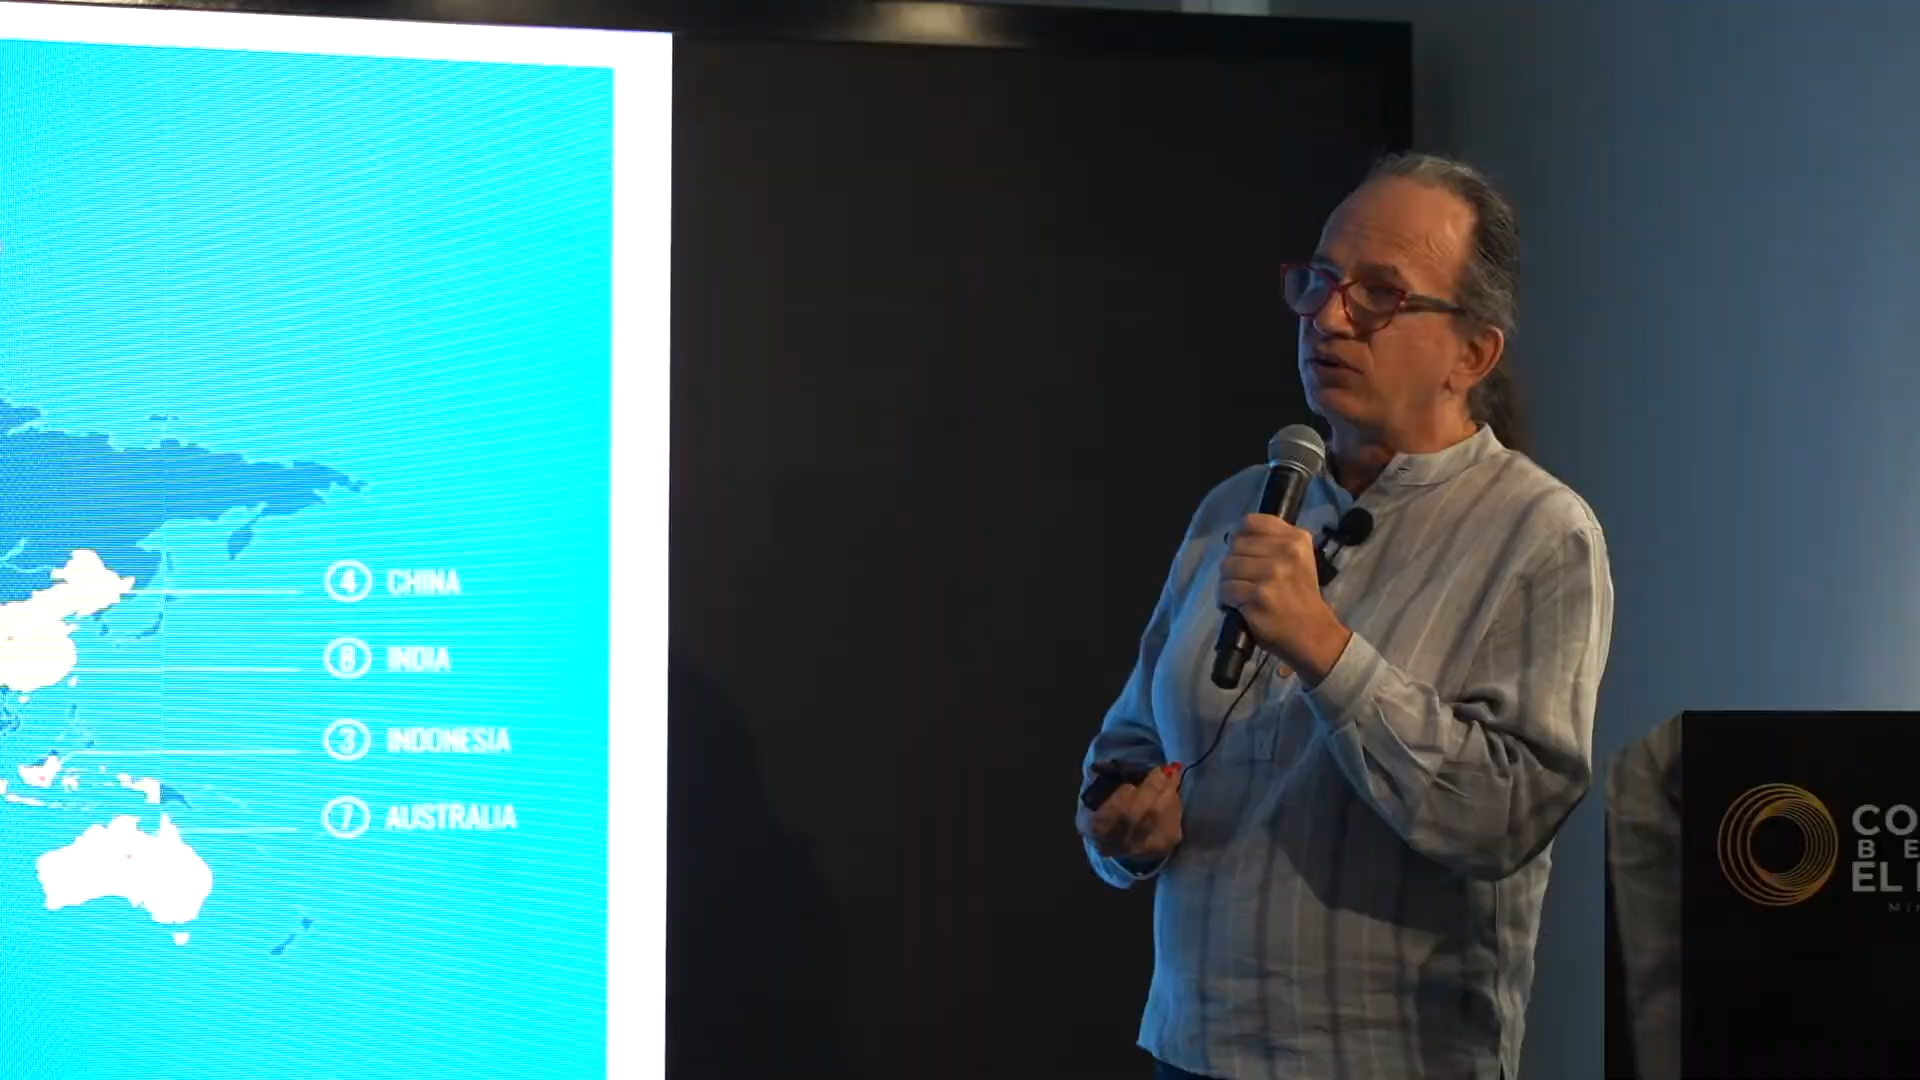 4 CHINA
8 INDIA
3 INDONESIA
7 AUSTRALIA
CO
B E
EL